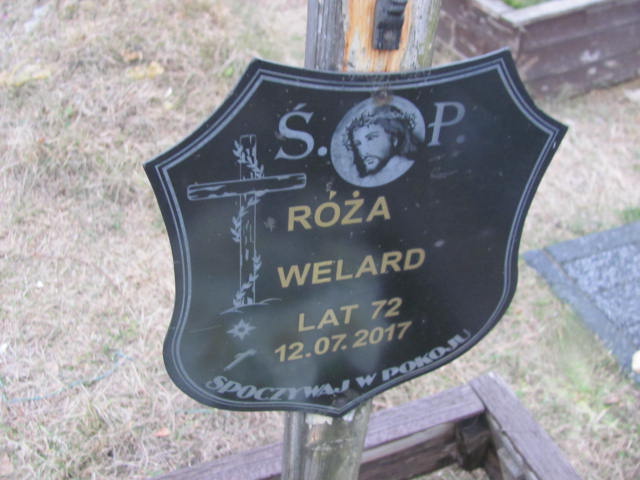 Ś. P.
RÓŻA
WELARD
LAT 72
12.07.2017
SPOCZYWAJ W POKOJU